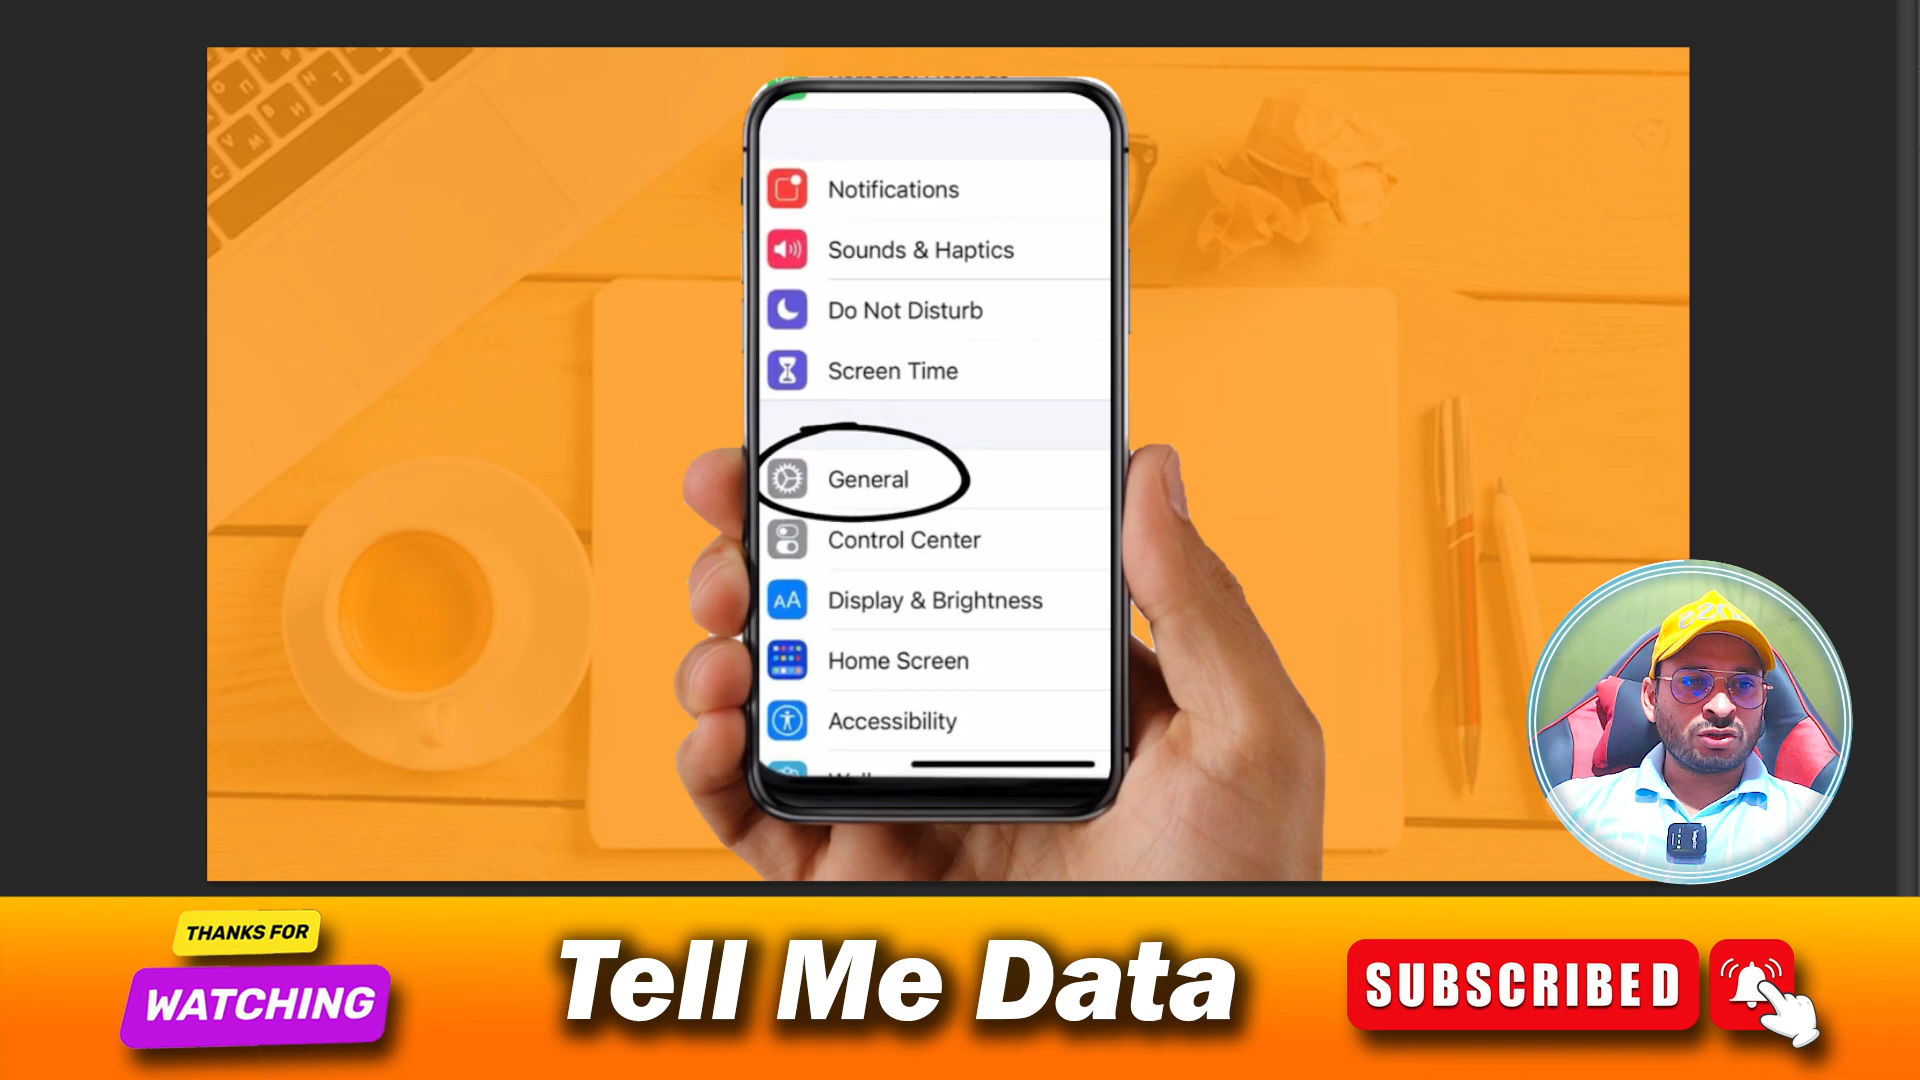 Notifications
Sounds & Haptics
Do Not Disturb
Screen Time
General
Control Center
AA Display & Brightness
Home Screen
Accessibility
THANKS FOR
WATCHING
Tell Me Data
SUBSCRIBED